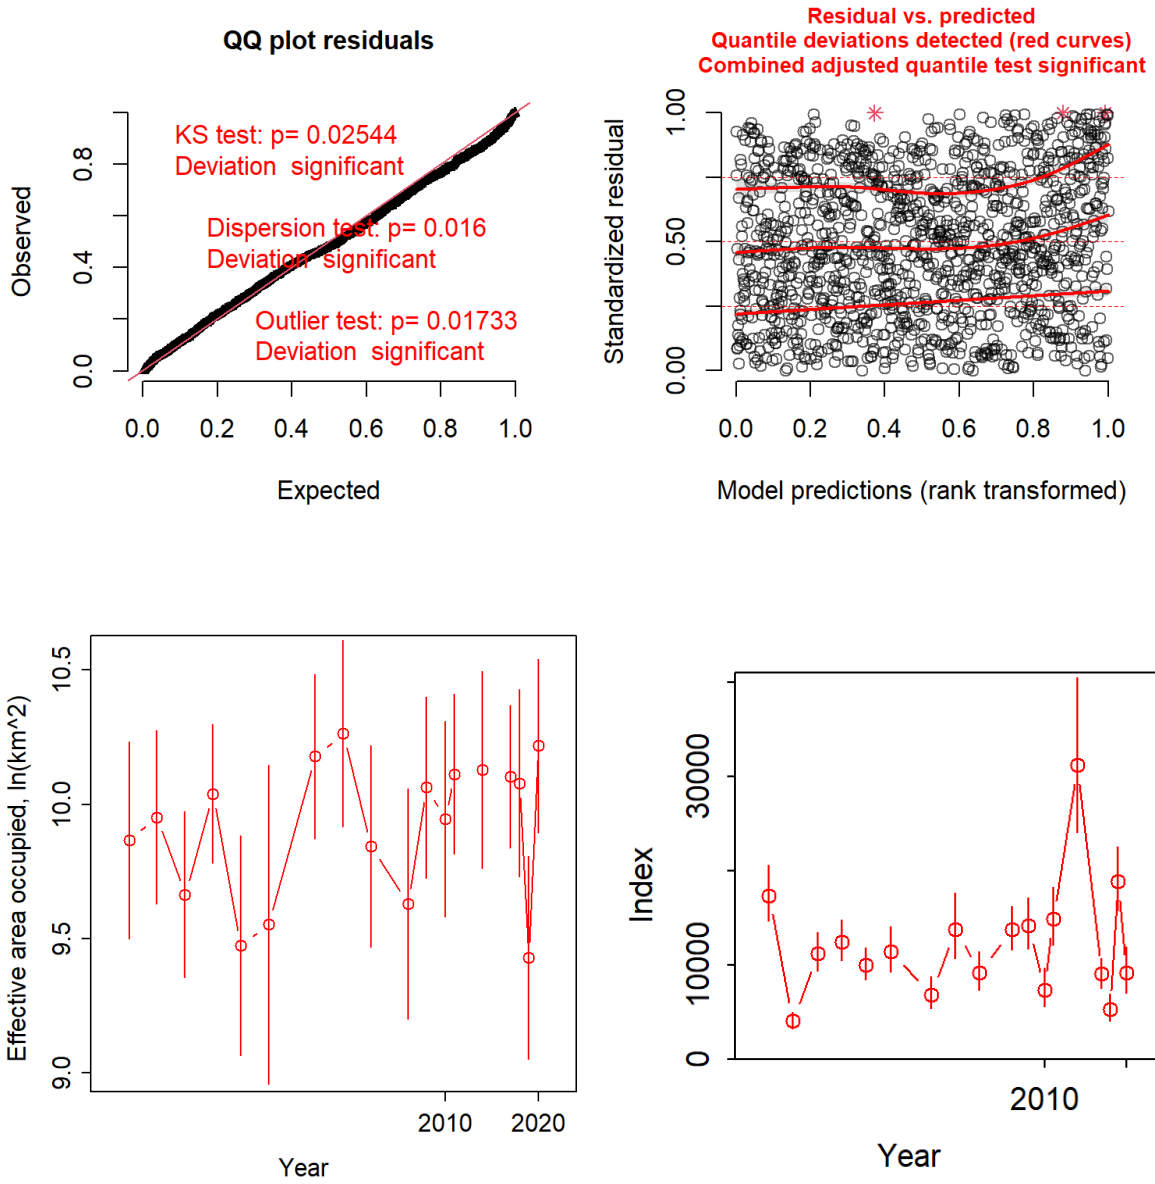 QQ plot residuals
KS test: p= 0.02544
Deviation  significant
Dispersion test: p= 0.016
Deviation  significant
Outlier test: p= 0.01733
Deviation  significant
Observed
0.0
0.4
0.8
0.0 0.2 0.4 0.6 0.8 1.0
Expected
Residual vs. predicted
Quantile deviations detected (red curves)
Combined adjusted quantile test significant
Standardized residual
0.00
0.50
1.00
0.0 0.2 0.4 0.6 0.8 1.0
Model predictions (rank transformed)
Effective area occupied, ln(km^2)
9.0
9.5
10.0
10.5
2010 2020
Year
Index
0
10000
30000
2010
Year